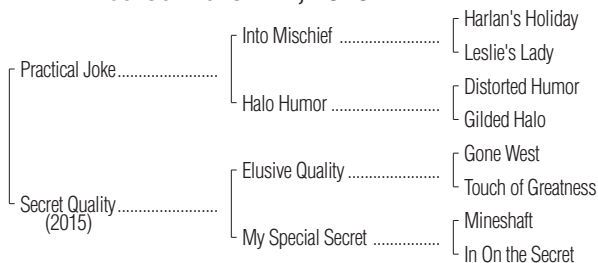 Harlan's Holiday
Into Mischief ....................
Leslie's Lady
Practical Joke ....................
Distorted Humor
Halo Humor ......................
Gilded Halo
Gone West
Elusive Quality ...................
Touch of Greatness
Secret Quality ....................
(2015)
Mineshaft
My Special Secret .............
In On the Secret